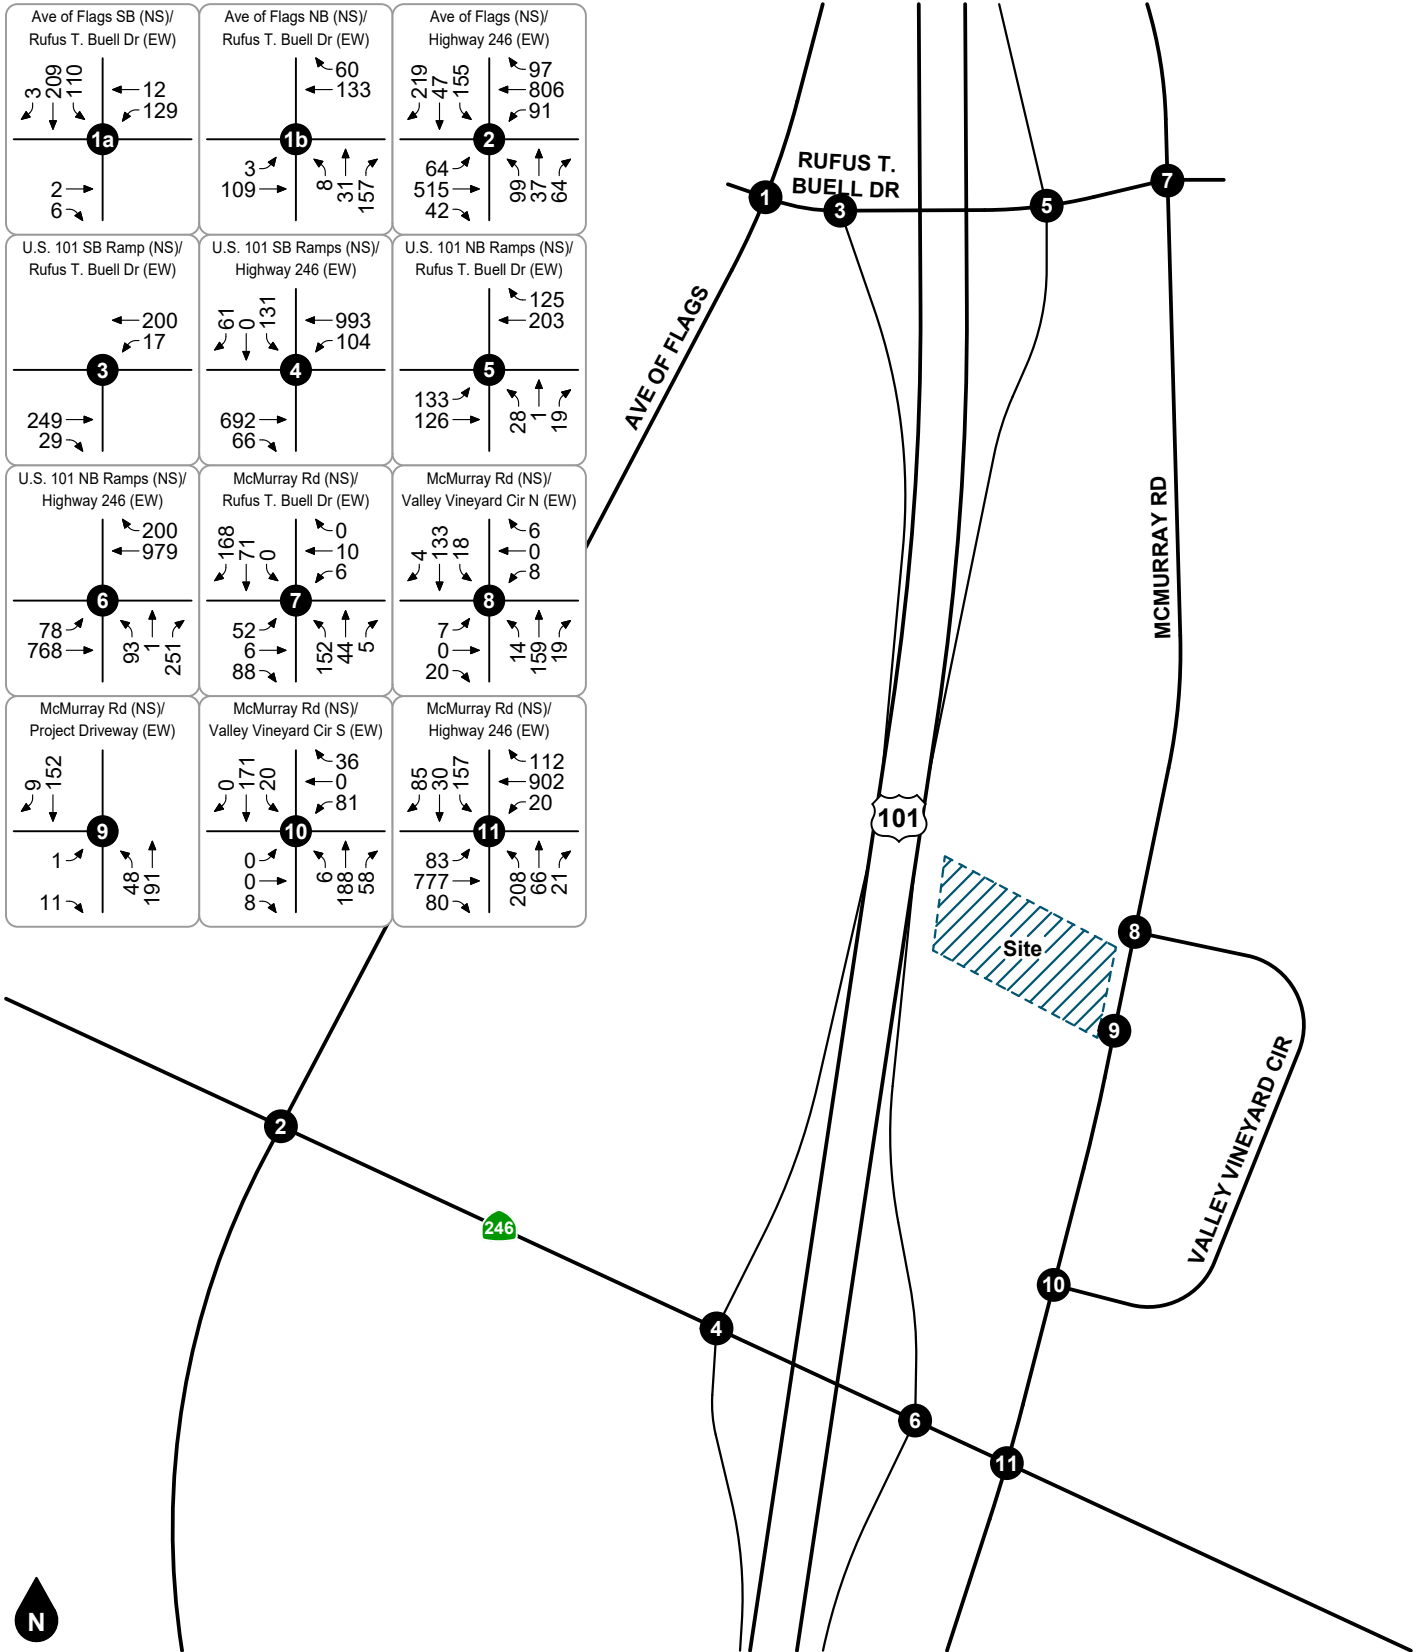 Ave of Flags SB (NS)/
Rufus T. Buell Dr (EW)
3 209 110
12
129
1a
2
6
Ave of Flags NB (NS)/
Rufus T. Buell Dr (EW)
60
133
1b
3
109
8 31 157
Ave of Flags (NS)/
Highway 246 (EW)
219 47 155
97
806
91
2
64
515
42
99 37 64
U.S. 101 SB Ramp (NS)/
Rufus T. Buell Dr (EW)
200
17
3
249
29
U.S. 101 SB Ramps (NS)/
Highway 246 (EW)
61 0 131
993
104
4
692
66
U.S. 101 NB Ramps (NS)/
Rufus T. Buell Dr (EW)
125
203
5
133
126
28 1 19
U.S. 101 NB Ramps (NS)/
Highway 246 (EW)
200
979
6
78
768
93 1 251
McMurray Rd (NS)/
Rufus T. Buell Dr (EW)
168 71 0
0
10
6
7
52
6
88
152 44 5
McMurray Rd (NS)/
Valley Vineyard Cir N (EW)
4 133 18
6
0
8
8
7
0
20
14 159 19
McMurray Rd (NS)/
Project Driveway (EW)
9 152
9
1
11
48 191
McMurray Rd (NS)/
Valley Vineyard Cir S (EW)
0 171 20
36
0
81
10
0
0
8
6 188 58
McMurray Rd (NS)/
Highway 246 (EW)
85 30 157
112
902
20
11
83
777
80
208 66 21
RUFUS T.
BUELL DR
1
3
5
7
AVE OF FLAGS
MCMURRAY RD
101
Site
8
9
VALLEY VINEYARD CIR
2
246
10
4
6
11
N